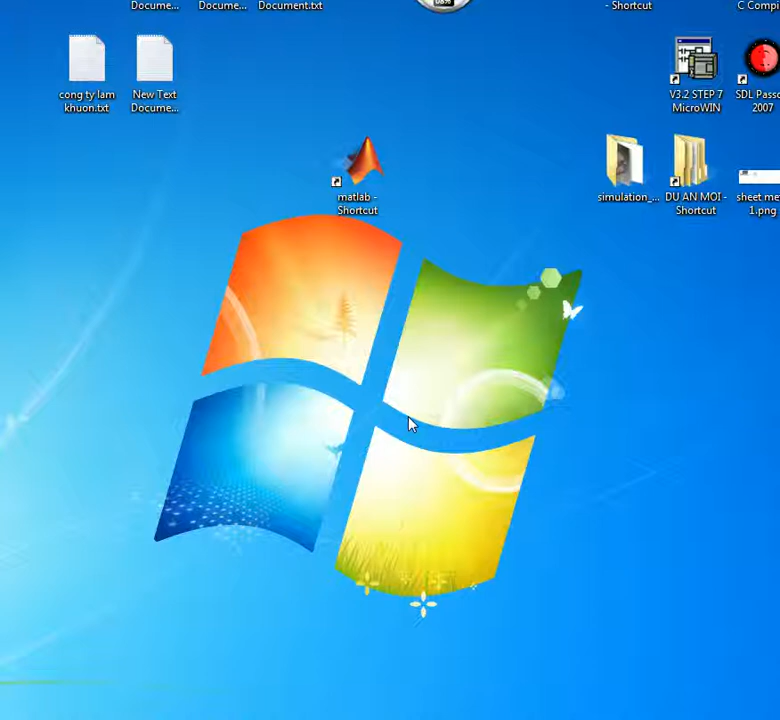 Docume...
Docume...
Document.txt
- Shortcut
C Compi
cong ty lam
khuon.txt
New Text
Docume...
V3.2 STEP 7
MicroWIN
SDL Passo
2007
matlab -
Shortcut
simulation_...
DU AN MOI -
Shortcut
sheet me
1.png